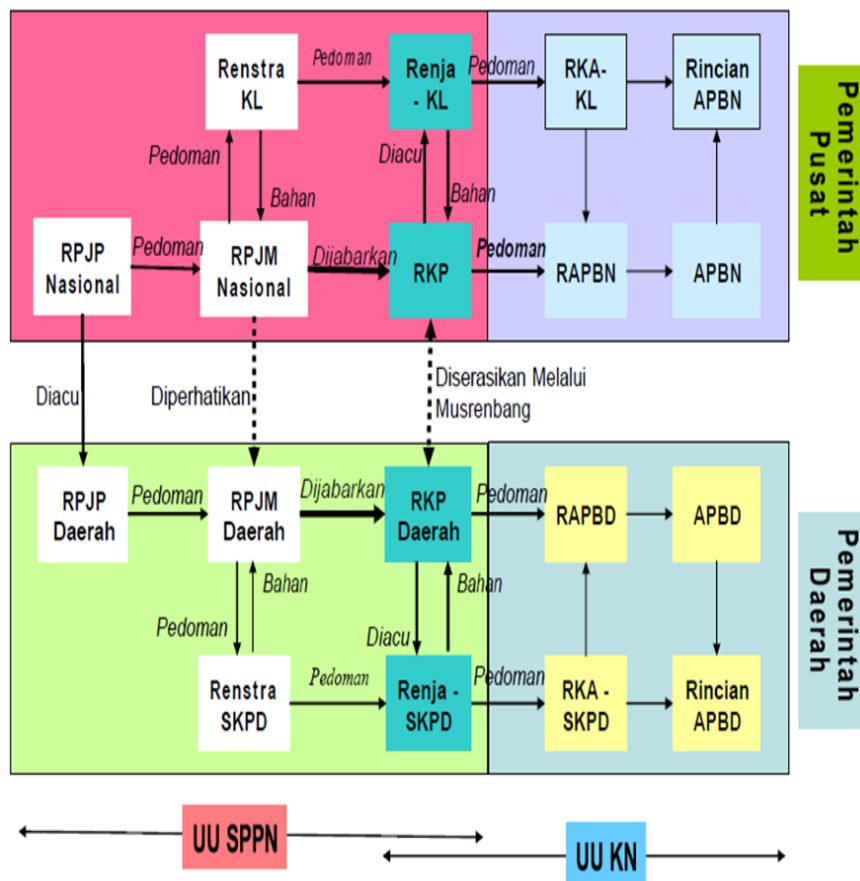 Renstra
KL
Pedoman
Renja
- KL
Pedoman
RKA-
KL
Rincian
APBN
Pemerintah
Pusat
Pedoman
Bahan
Diacu
Bahan
RPJP
Nasional
Pedoman
RPJM
Nasional
Dijabarkan
RKP
Pedoman
RAPBN
APBN
Diacu
Diperhatikan
Diserasikan Melalui
Musrenbang
RPJP
Daerah
Pedoman
RPJM
Daerah
Dijabarkan
RKP
Daerah
Pedoman
RAPBD
APBD
Pemerintah
Daerah
Pedoman
Bahan
Diacu
Bahan
Renstra
SKPD
Pedoman
Renja -
SKPD
Pedoman
RKA -
SKPD
Rincian
APBD
UU SPPN
UU KN